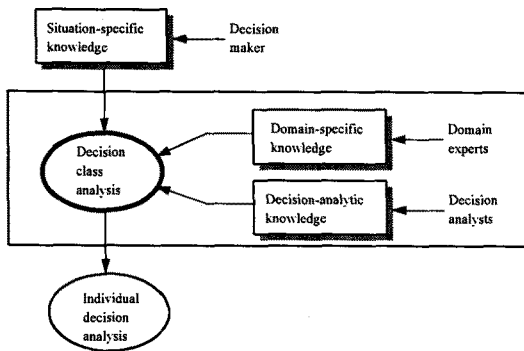 Situation-specific
knowledge
Decision
maker
Decision
class
analysis
Domain-specific
knowledge
Domain
experts
Decision-analytic
knowledge
Decision
analysts
Individual
decision
analysis